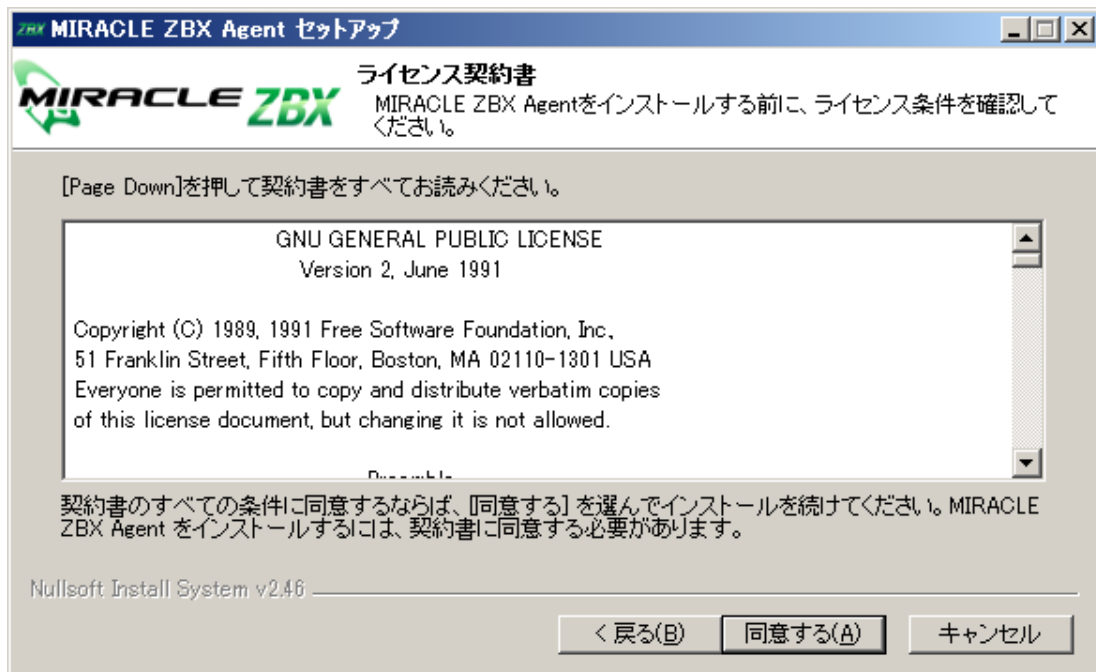 ZBX MIRACLE ZBX Agent セットアップ
MIRACLE ZBX
ライセンス契約書
MIRACLE ZBX Agentをインストールする前に、ライセンス条件を確認して
ください。
[Page Down]を押して契約書をすべてお読みください。
GNU GENERAL PUBLIC LICENSE
Version 2, June 1991
Copyright (C) 1989, 1991 Free Software Foundation, Inc.,
51 Franklin Street, Fifth Floor, Boston, MA 02110-1301 USA
Everyone is permitted to copy and distribute verbatim copies
of this license document, but changing it is not allowed.
契約書のすべての条件に同意するならば、[同意する] を選んでインストールを続けてください。MIRACLE
ZBX Agent をインストールするには、契約書に同意する必要があります。
Nullsoft Install System v2.46
< 戻る(B)
同意する(A)
キャンセル